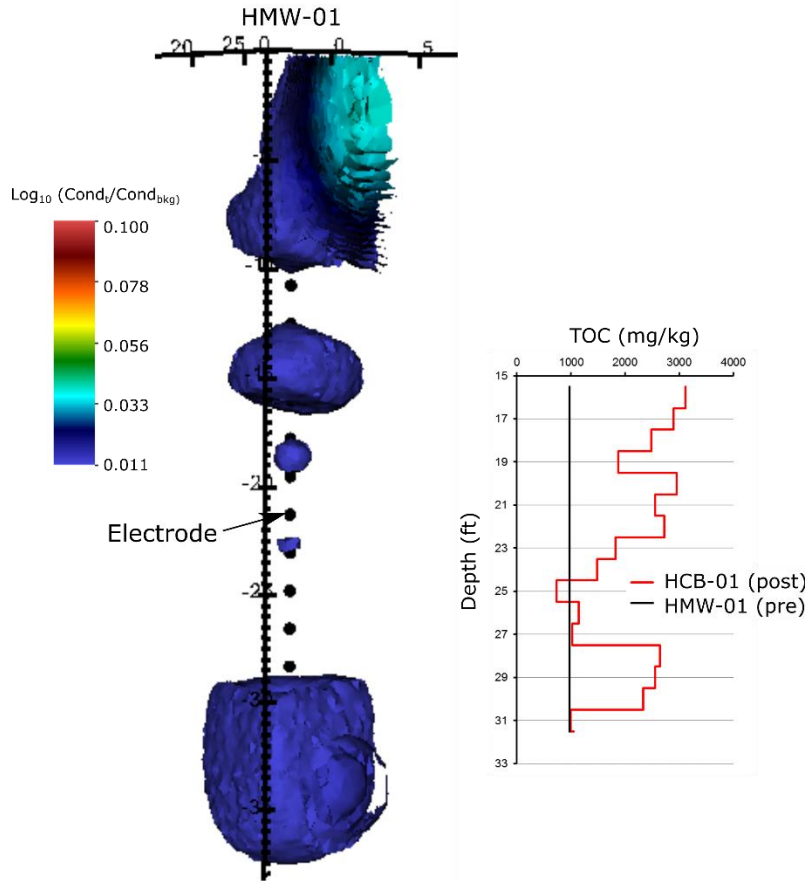 HMW-01
20 25 0 0 5
Log₁₀ (Cond_t/Cond_bkg)
0.100
0.078
0.056
0.033
0.011
Electrode
TOC (mg/kg)
0 1000 2000 3000 4000
Depth (ft)
15
17
19
21
23
25
27
29
31
33
HCB-01 (post)
HMW-01 (pre)